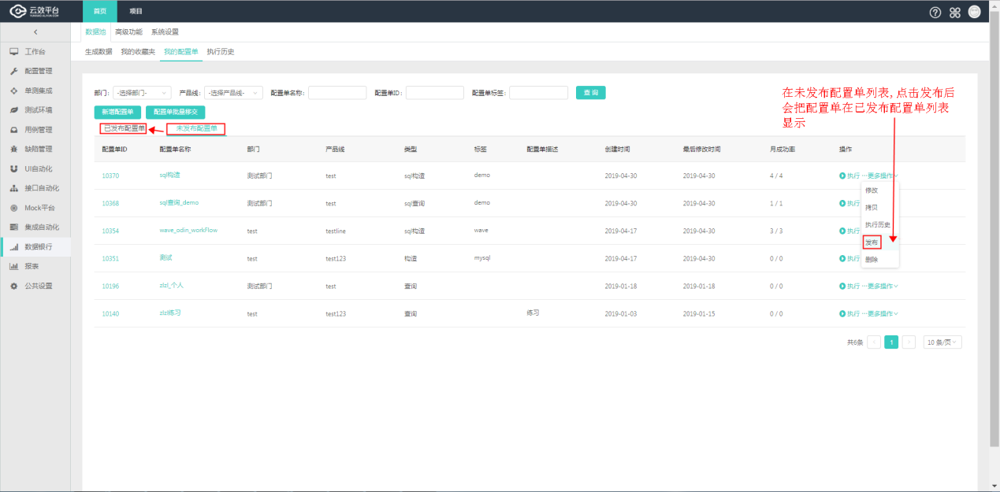 云效平台 首页 项目
数据池 高级功能 系统设置
生成数据 我的收藏夹 我的配置单 执行历史
工作台
配置管理
单测集成
测试环境
用例管理
缺陷管理
UI自动化
接口自动化
Mock平台
集成自动化
数据银行
报表
公共设置
部门: -选择部门- 产品线: -选择产品线- 配置单名称: 配置单ID: 配置单标签: 查 询
在未发布配置单列表, 点击发布后
会把配置单在已发布配置单列表
显示
新增配置单 配置单批量移交
已发布配置单 未发布配置单
配置单ID 配置单名称 部门 产品线 类型 标签 配置单描述 创建时间 最后修改时间 月成功率 操作
10370 sql构造 测试部门 test sql构造 demo 2019-04-30 2019-04-30 4 / 4 执行 ···更多操作
10368 sql查询_demo 测试部门 test sql查询 demo 2019-04-30 2019-04-30 1 / 1 执行
10354 wave_odin_workFlow test testline sql构造 wave 2019-04-17 2019-04-30 3 / 3 执行
10351 测试 test test123 构造 mysql 2019-04-17 2019-04-30 0 / 0 执行
10196 zlzl_个人 测试部门 test 查询 2019-01-18 2019-01-18 0 / 0 执行 ···更多操作
10140 zlzl练习 test test123 查询 练习 2019-01-03 2019-01-15 0 / 0 执行 ···更多操作
修改
拷贝
执行历史
发布
删除
共6条 1 10 条/页